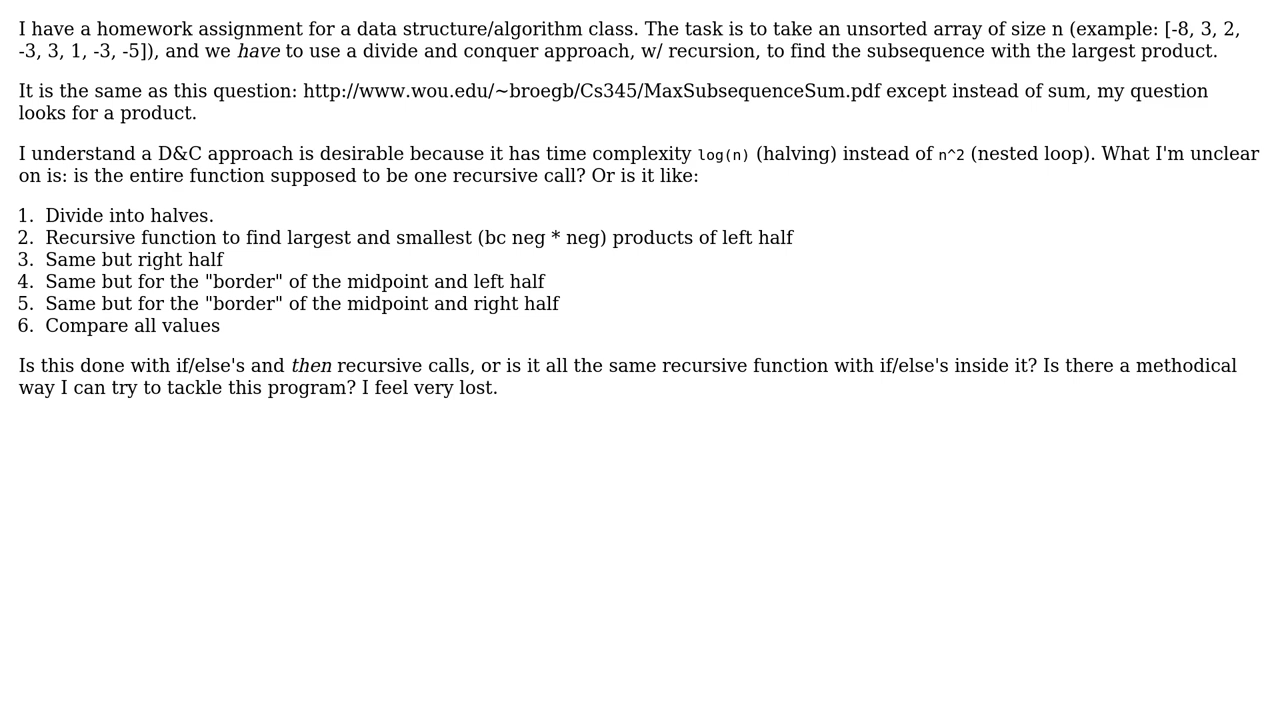 I have a homework assignment for a data structure/algorithm class. The task is to take an unsorted array of size n (example: [-8, 3, 2,
-3, 3, 1, -3, -5]), and we have to use a divide and conquer approach, w/ recursion, to find the subsequence with the largest product.
It is the same as this question: http://www.wou.edu/~broegb/Cs345/MaxSubsequenceSum.pdf except instead of sum, my question
looks for a product.
I understand a D&C approach is desirable because it has time complexity log(n) (halving) instead of n^2 (nested loop). What I'm unclear
on is: is the entire function supposed to be one recursive call? Or is it like:
1. Divide into halves.
2. Recursive function to find largest and smallest (bc neg * neg) products of left half
3. Same but right half
4. Same but for the "border" of the midpoint and left half
5. Same but for the "border" of the midpoint and right half
6. Compare all values
Is this done with if/else's and then recursive calls, or is it all the same recursive function with if/else's inside it? Is there a methodical
way I can try to tackle this program? I feel very lost.